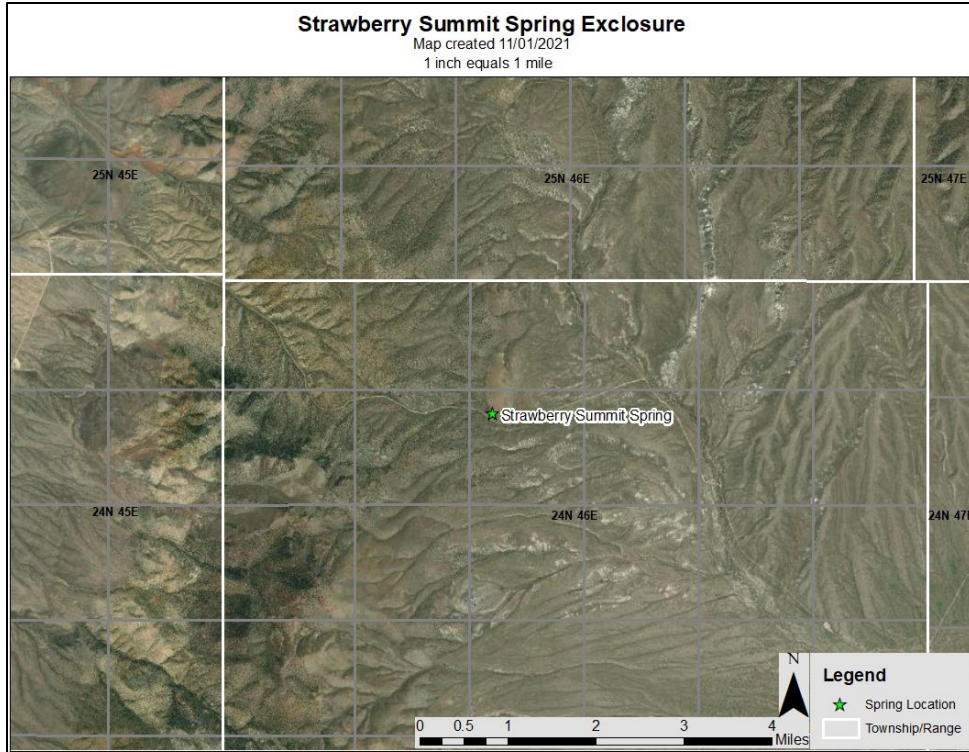 Strawberry Summit Spring Exclosure
Map created 11/01/2021
1 inch equals 1 mile
25N 45E
25N 46E
25N 47E
Strawberry Summit Spring
24N 45E
24N 46E
24N 47E
N
Legend
Spring Location
Township/Range
0 0.5 1 2 3 4
Miles